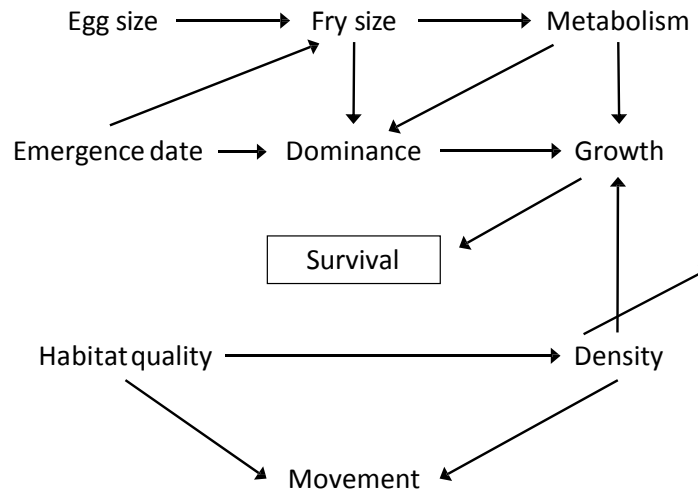 Egg size Fry size Metabolism
Emergence date Dominance Growth
Survival
Habitat quality Density
Movement